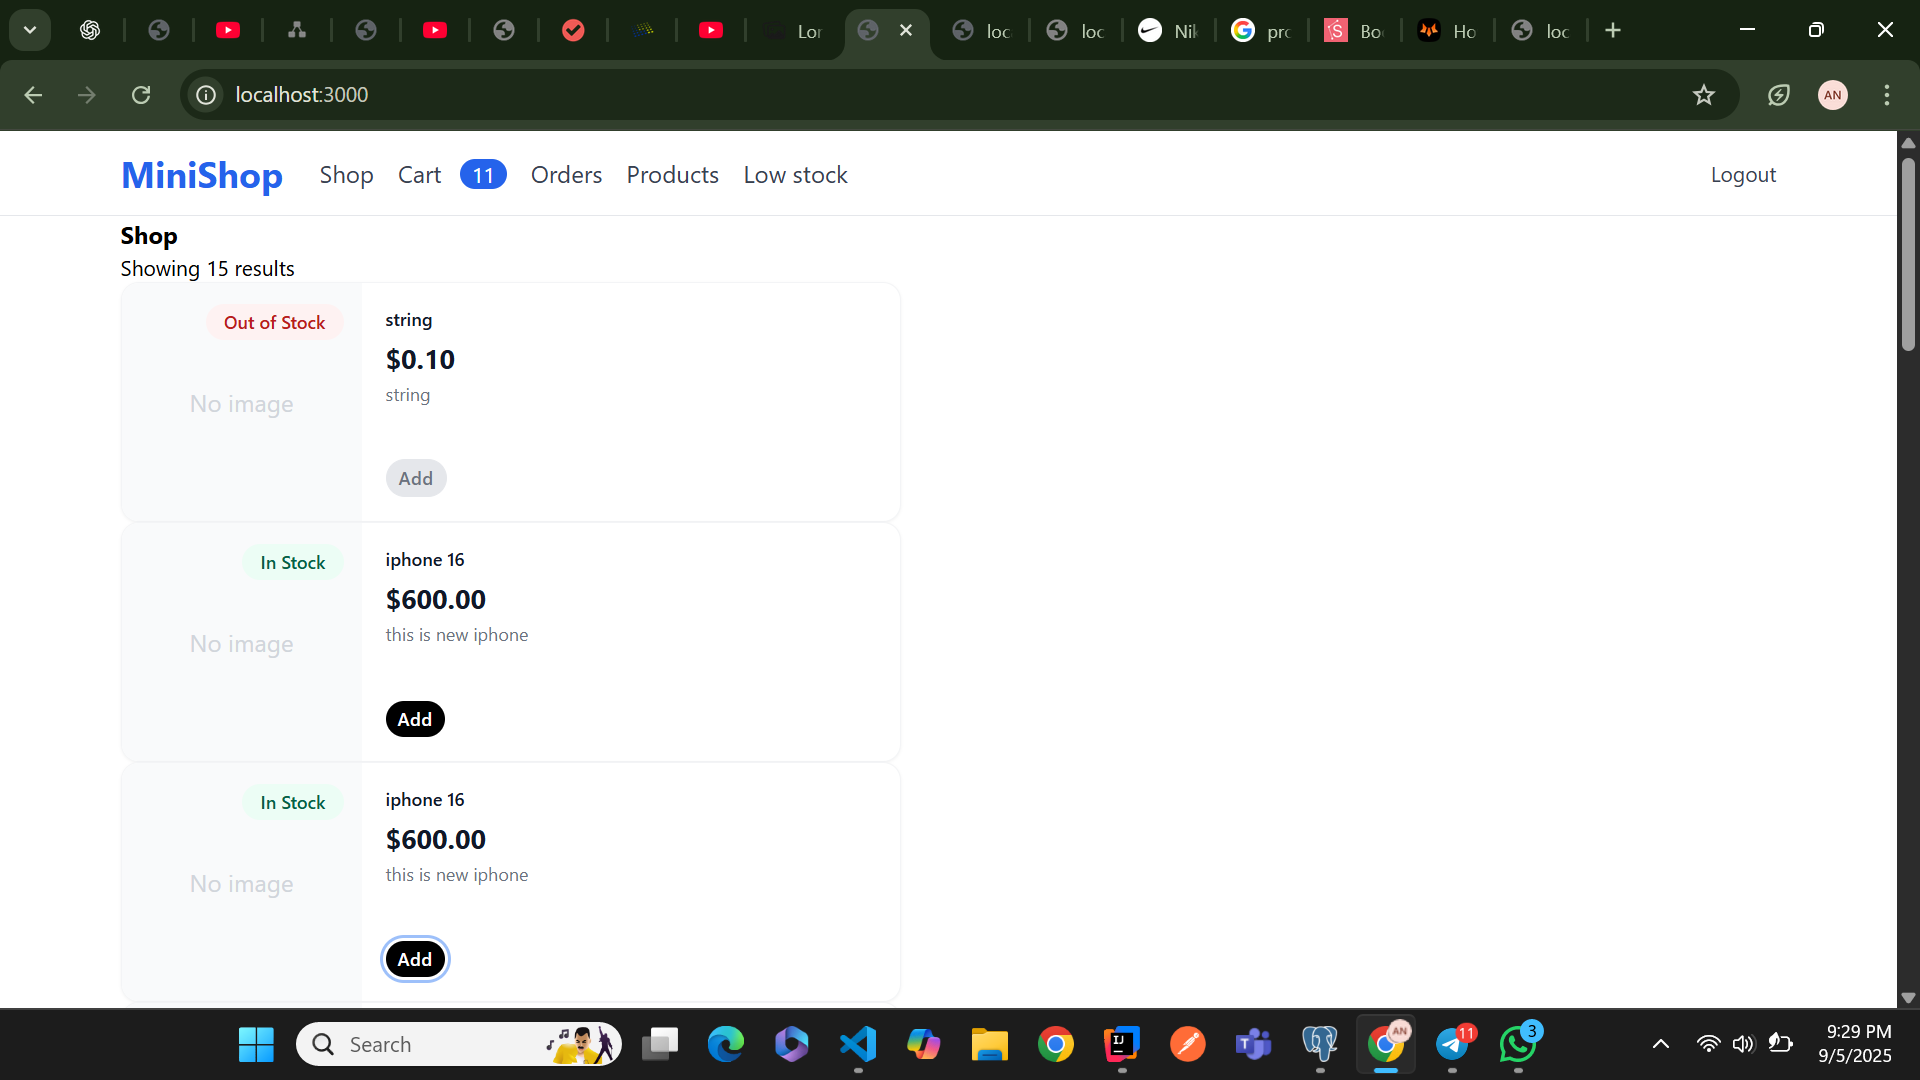 Lor
loc
loc
Nik
pro
Bo
Ho
loc
localhost:3000
AN
MiniShop
Shop
Cart
11
Orders
Products
Low stock
Logout
Shop
Showing 15 results
Out of Stock
No image
string
$0.10
string
Add
In Stock
No image
iphone 16
$600.00
this is new iphone
Add
In Stock
No image
iphone 16
$600.00
this is new iphone
Add
Search
IJ
T
AN
11
3
9:29 PM
9/5/2025